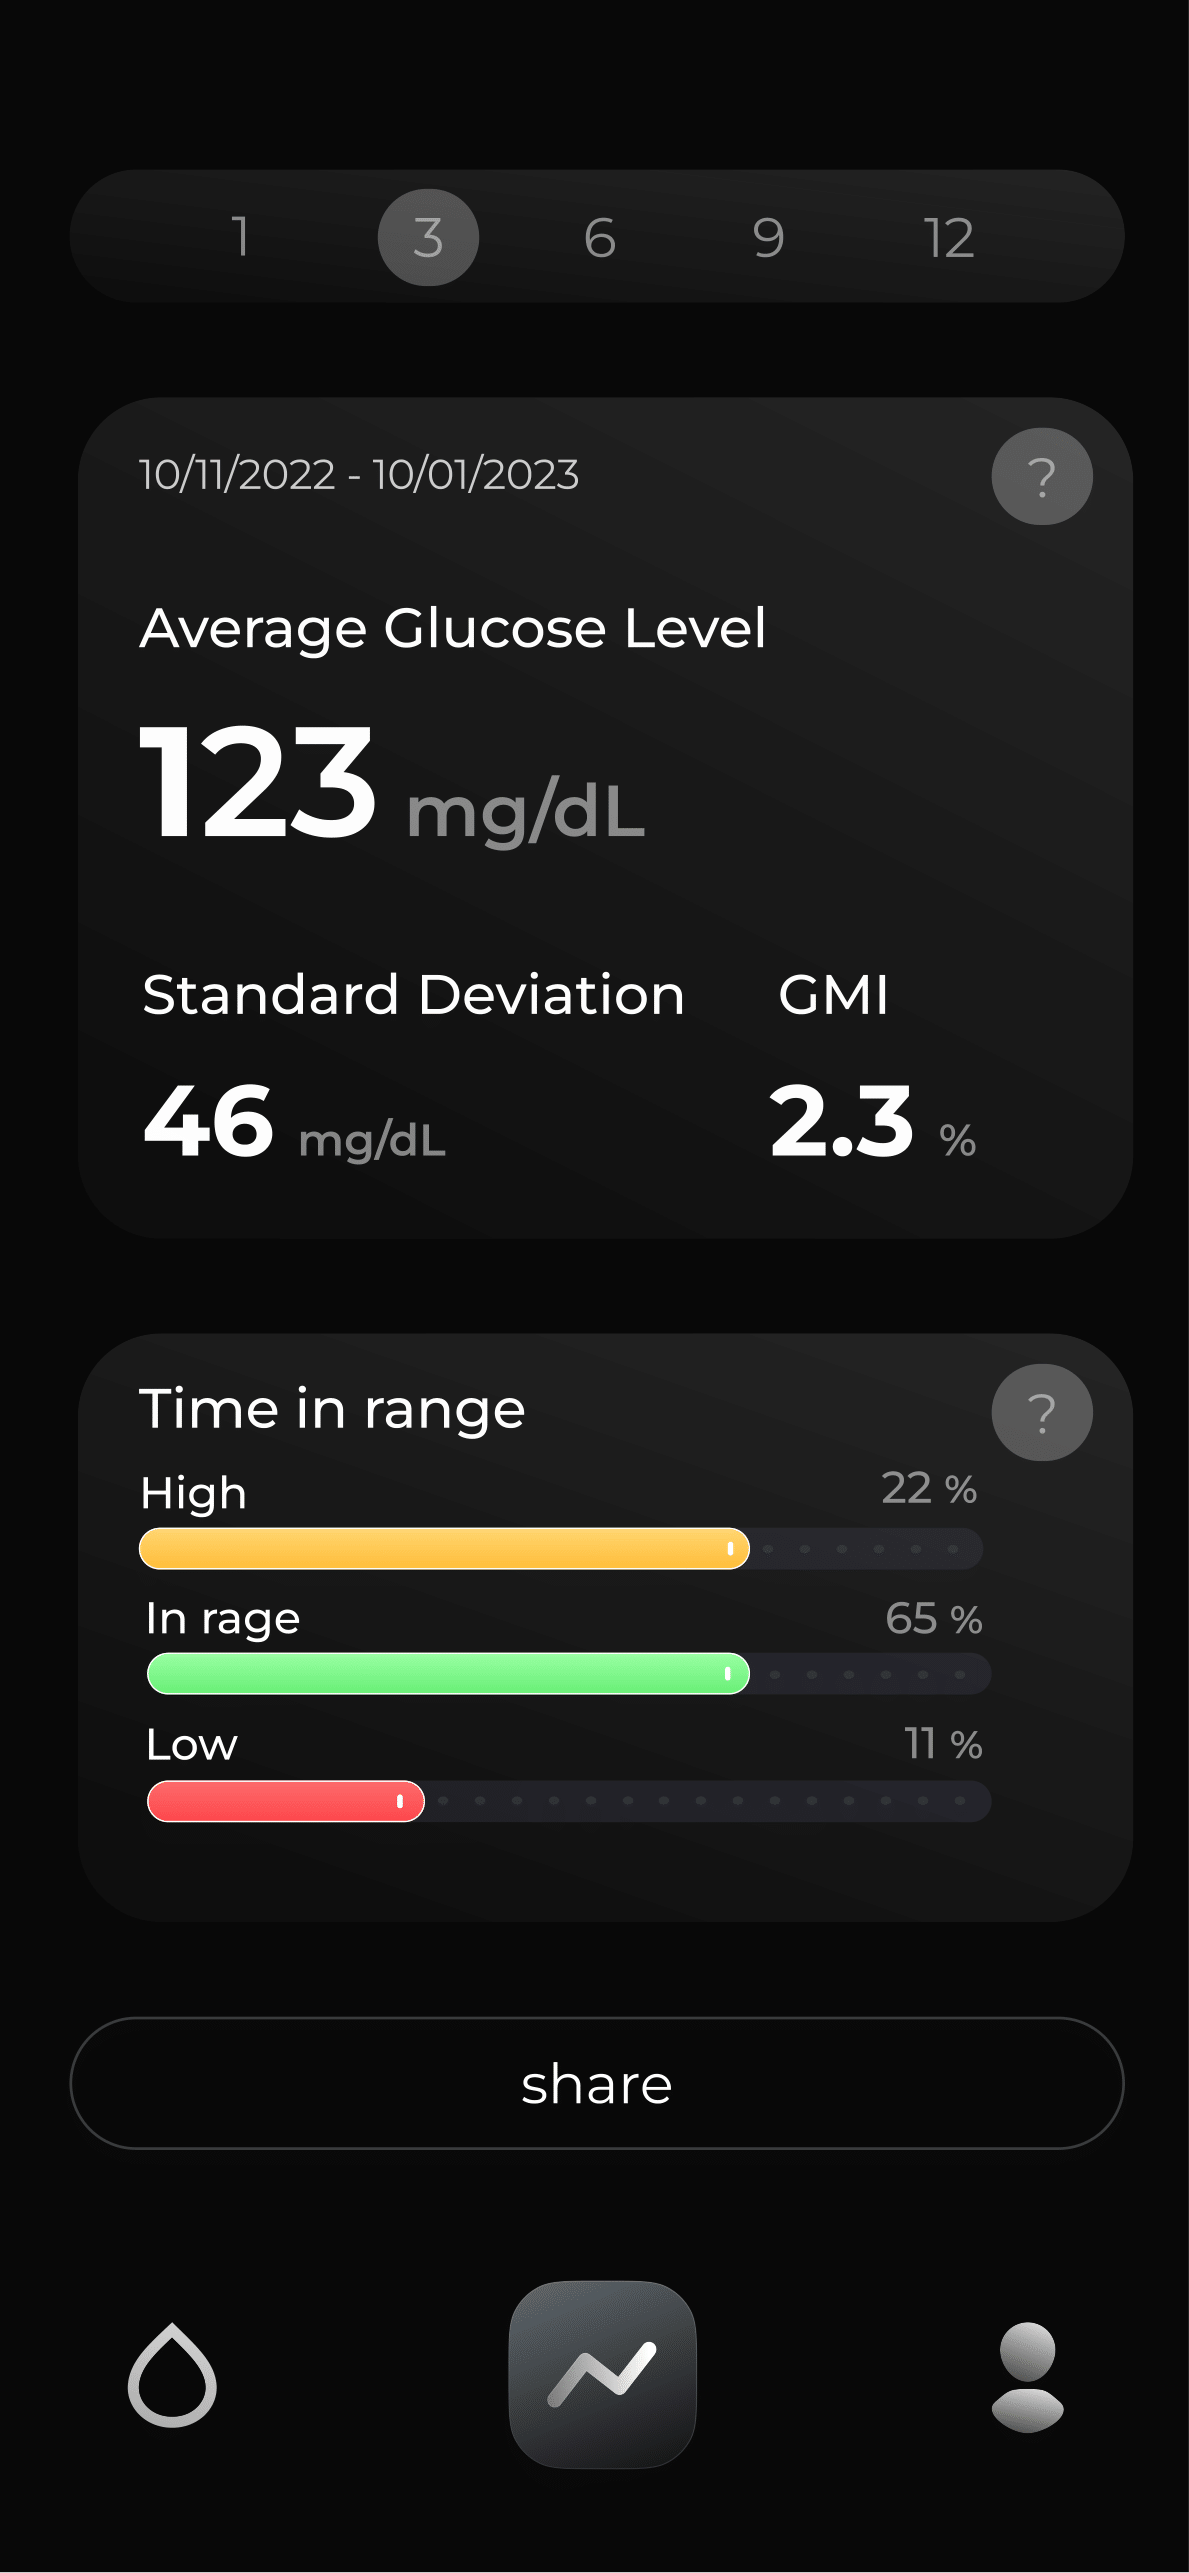 1 3 6 9 12
10/11/2022 - 10/01/2023 ?
Average Glucose Level
123 mg/dL
Standard Deviation GMI
46 mg/dL 2.3 %
Time in range ?
High 22 %
In rage 65 %
Low 11 %
share